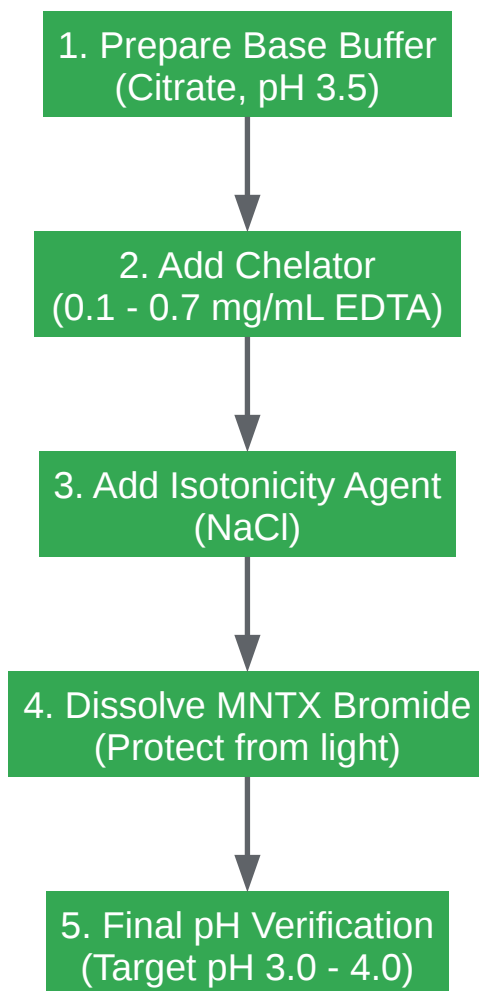 1. Prepare Base Buffer
(Citrate, pH 3.5)
2. Add Chelator
(0.1 - 0.7 mg/mL EDTA)
3. Add Isotonicity Agent
(NaCl)
4. Dissolve MNTX Bromide
(Protect from light)
5. Final pH Verification
(Target pH 3.0 - 4.0)